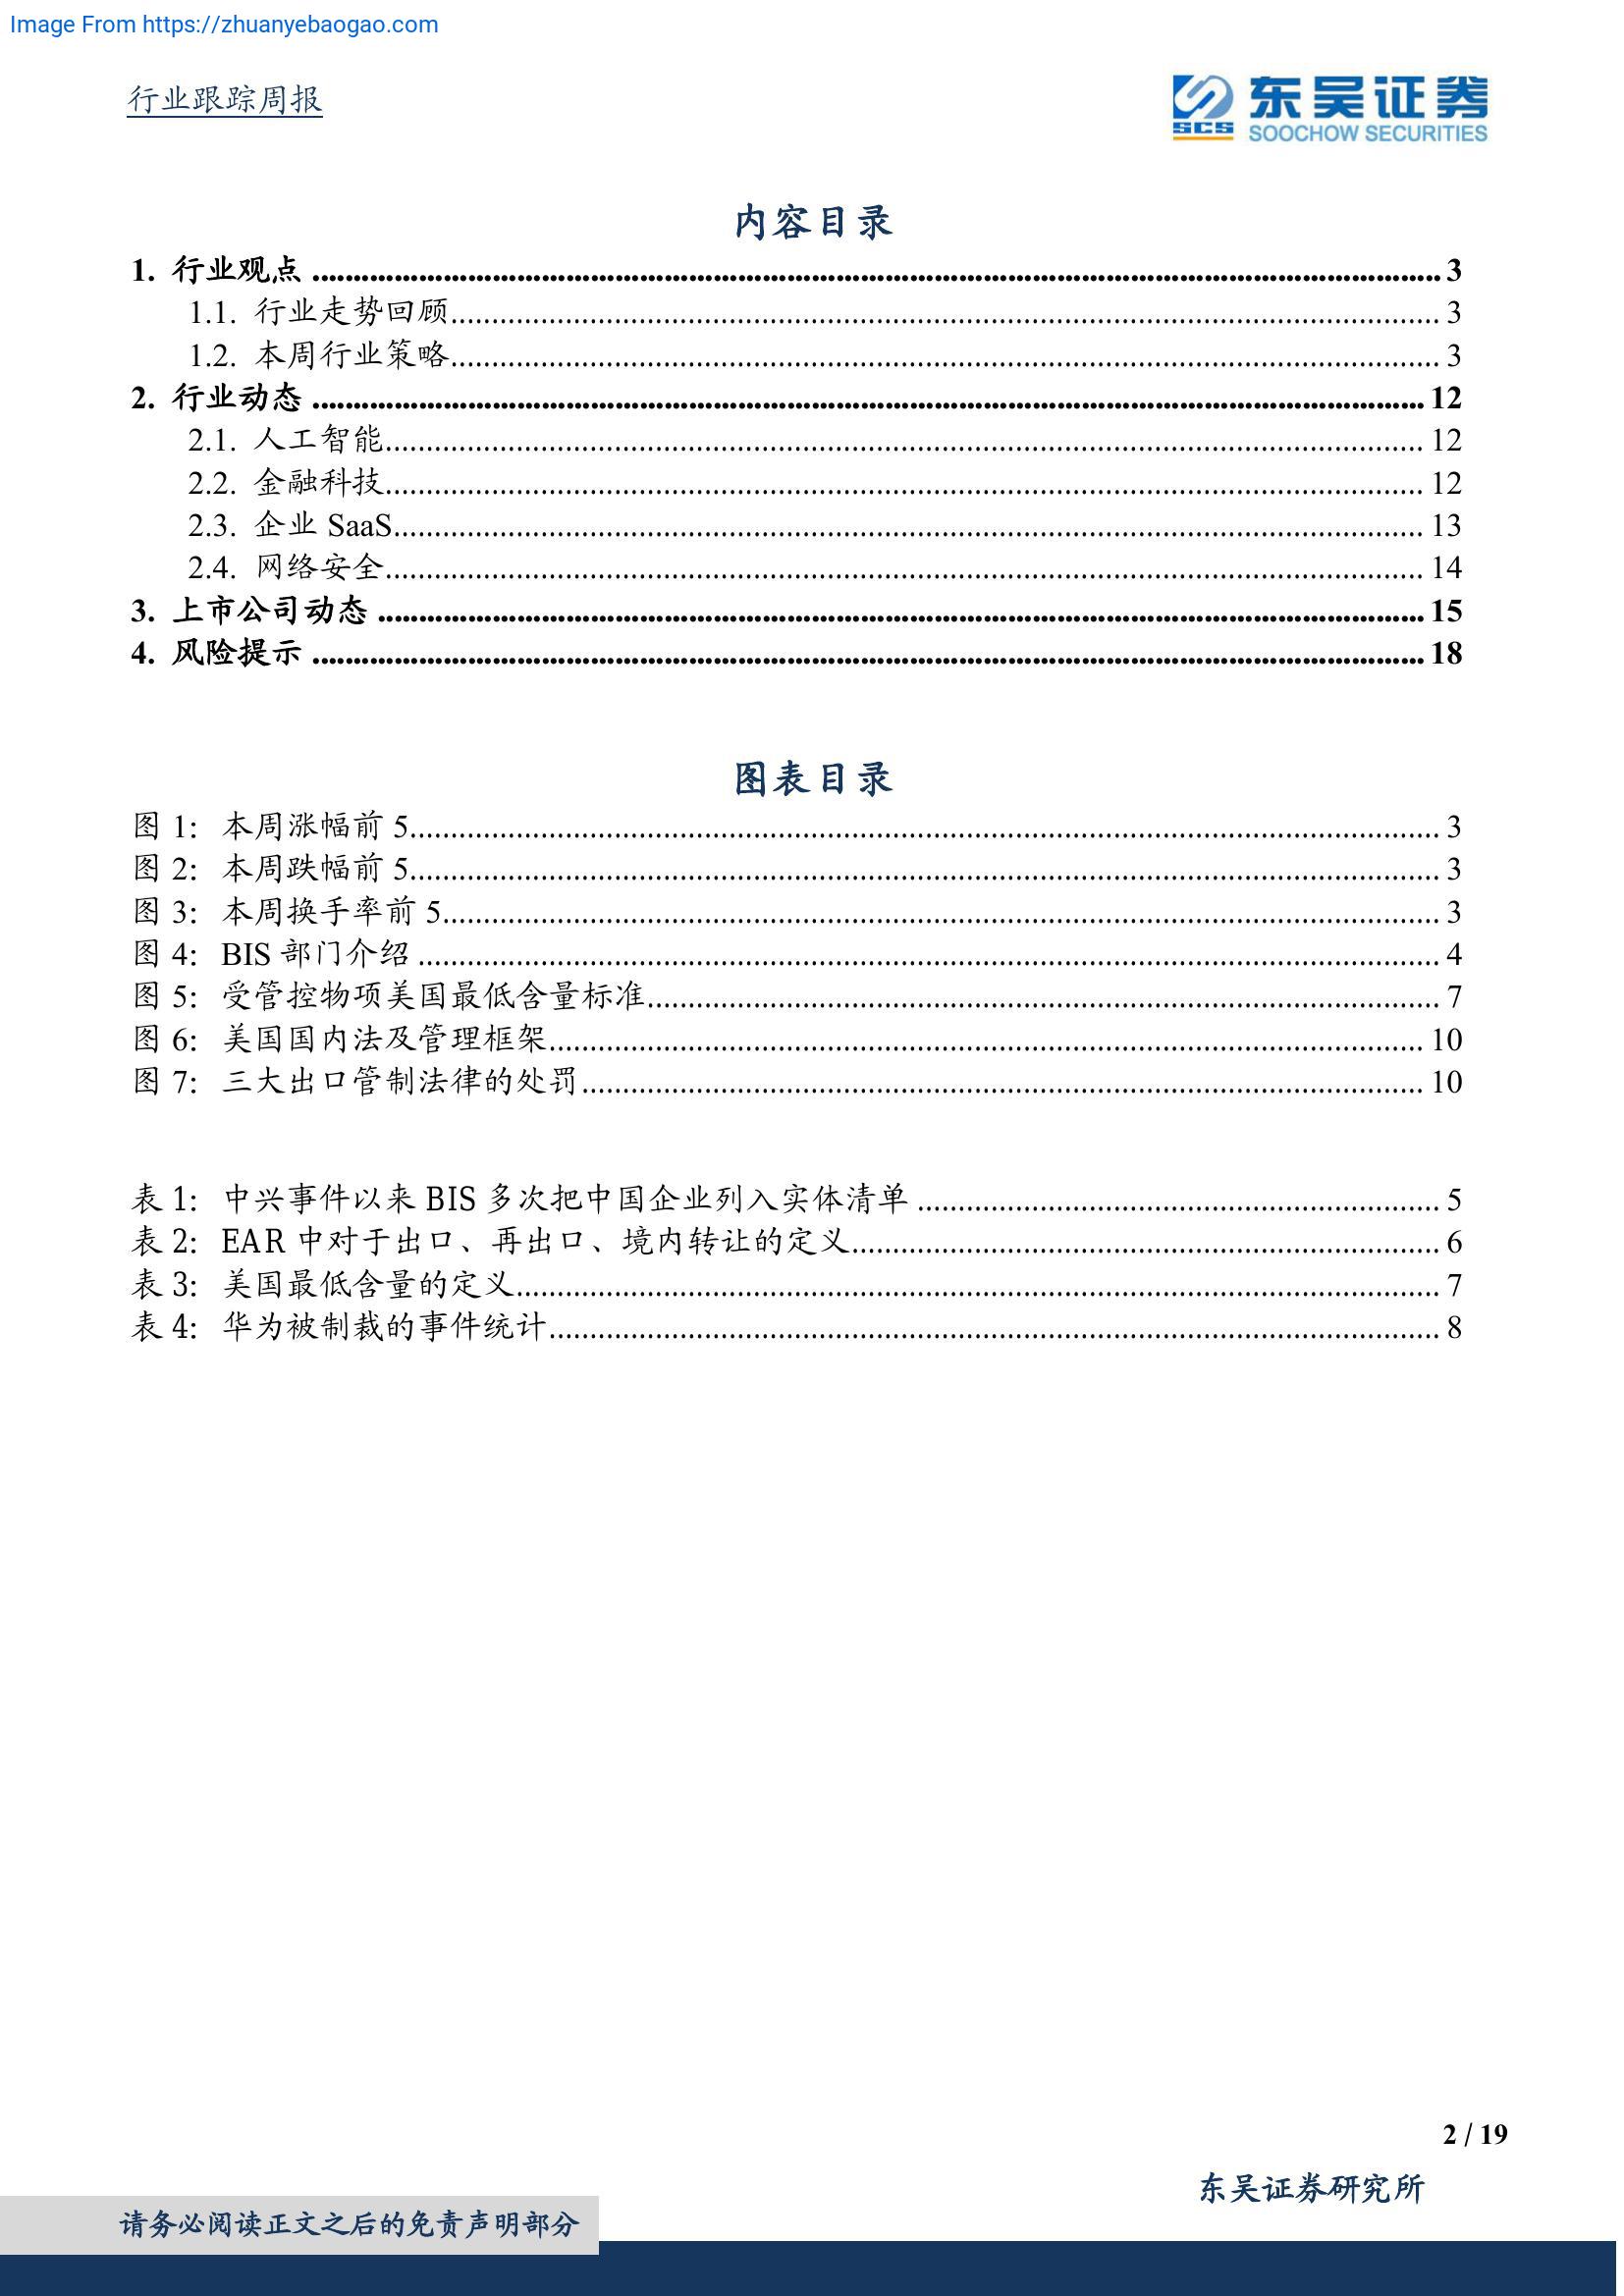 Image From https://zhuanyebaogao.com
行业跟踪周报
SCS 东吴证券
SOOCHOW SECURITIES
内容目录
1. 行业观点 ........ 3
1.1. 行业走势回顾 ........ 3
1.2. 本周行业策略 ........ 3
2. 行业动态 ........ 12
2.1. 人工智能 ........ 12
2.2. 金融科技 ........ 12
2.3. 企业 SaaS ........ 13
2.4. 网络安全 ........ 14
3. 上市公司动态 ........ 15
4. 风险提示 ........ 18
图表目录
图 1: 本周涨幅前 5 ........ 3
图 2: 本周跌幅前 5 ........ 3
图 3: 本周换手率前 5 ........ 3
图 4: BIS 部门介绍 ........ 4
图 5: 受管控物项美国最低含量标准 ........ 7
图 6: 美国国内法及管理框架 ........ 10
图 7: 三大出口管制法律的处罚 ........ 10
表 1: 中兴事件以来 BIS 多次把中国企业列入实体清单 ........ 5
表 2: EAR 中对于出口、再出口、境内转让的定义 ........ 6
表 3: 美国最低含量的定义 ........ 7
表 4: 华为被制裁的事件统计 ........ 8
2 / 19
东吴证券研究所
请务必阅读正文之后的免责声明部分